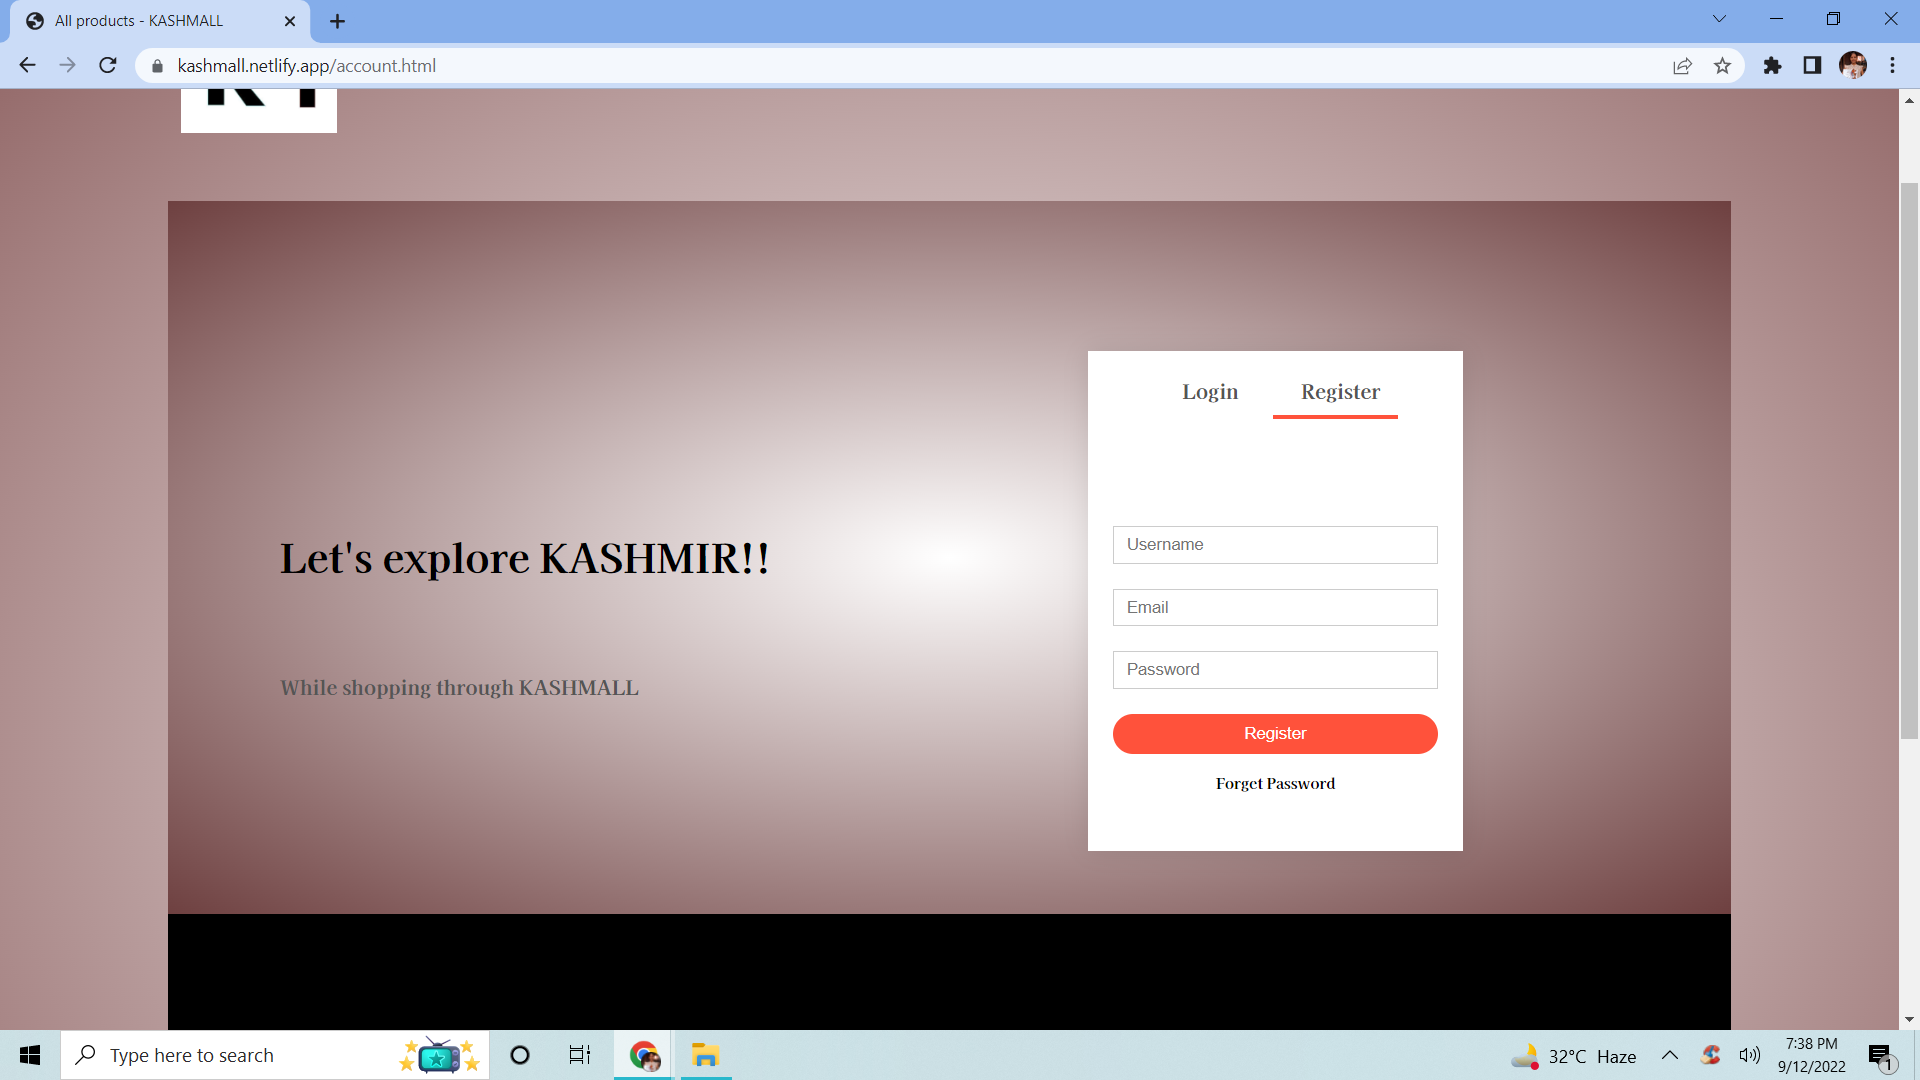 All products - KASHMALL
kashmall.netlify.app/account.html
Login Register
Let's explore KASHMIR!!
While shopping through KASHMALL
Username
Email
Password
Register
Forget Password
Type here to search
32°C Haze
7:38 PM
9/12/2022
1